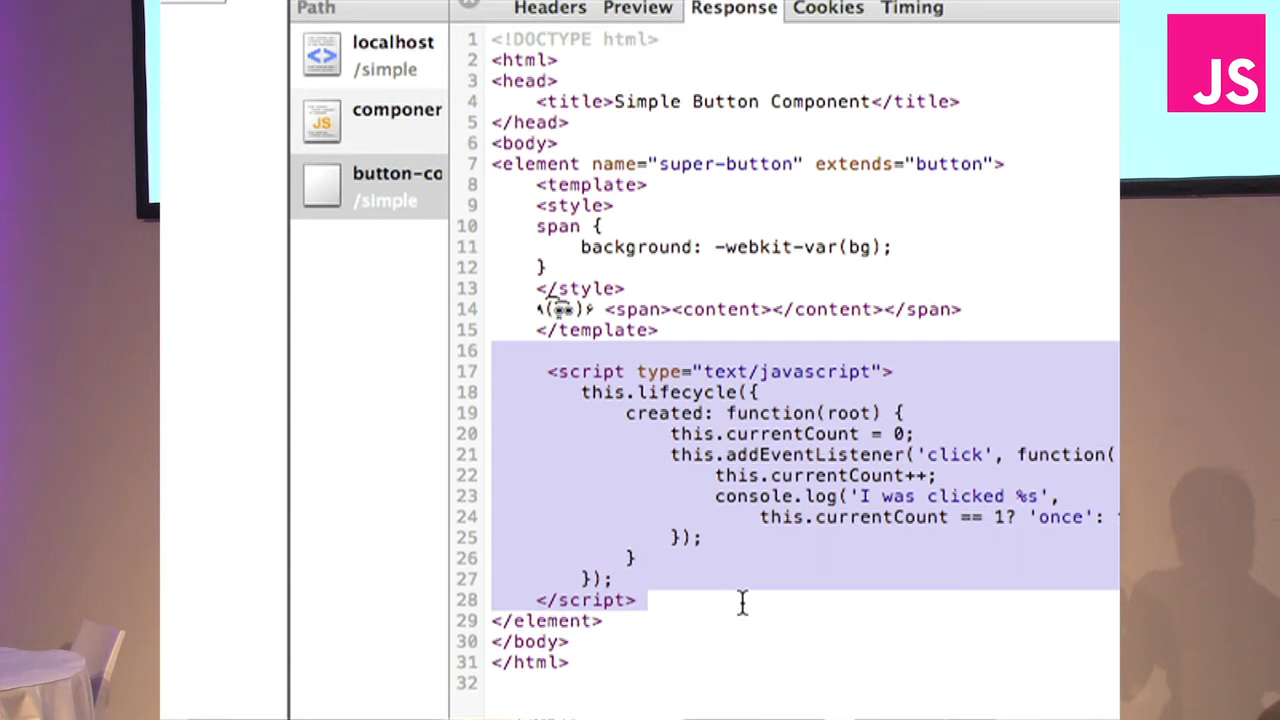 Path
Headers Preview Response Cookies Timing
JS
localhost
/simple
JS
componer
button-co
/simple
1 <!DOCTYPE html>
2 <html>
3 <head>
4 <title>Simple Button Component</title>
5 </head>
6 <body>
7 <element name="super-button" extends="button">
8 <template>
9 <style>
10 span {
11 background: -webkit-var(bg);
12 }
13 </style>
14 <span><content></content></span>
15 </template>
16
17 <script type="text/javascript">
18 this.lifecycle({
19 created: function(root) {
20 this.currentCount = 0;
21 this.addEventListener('click', function(
22 this.currentCount++;
23 console.log('I was clicked %s',
24 this.currentCount == 1? 'once':
25 });
26 }
27 });
28 </script>
29 </element>
30 </body>
31 </html>
32